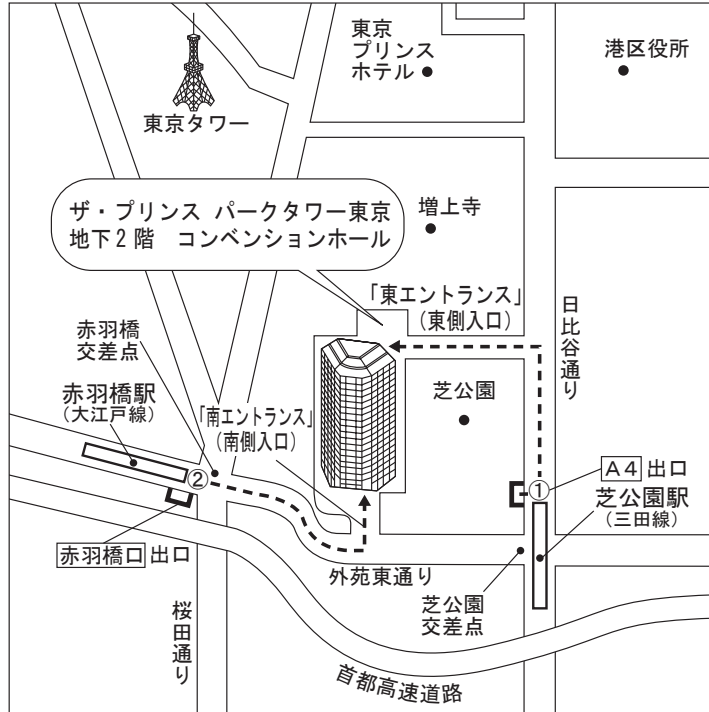 東京
プリンス
ホテル
港区役所
東京タワー
ザ・プリンス パークタワー東京
地下2階 コンベンションホール
増上寺
「東エントランス」
(東側入口)
日比谷通り
赤羽橋
交差点
赤羽橋駅
(大江戸線)
「南エントランス」
(南側入口)
芝公園
②
①
A4 出口
芝公園駅
(三田線)
赤羽橋口 出口
外苑東通り
芝公園
交差点
桜田通り
首都高速道路